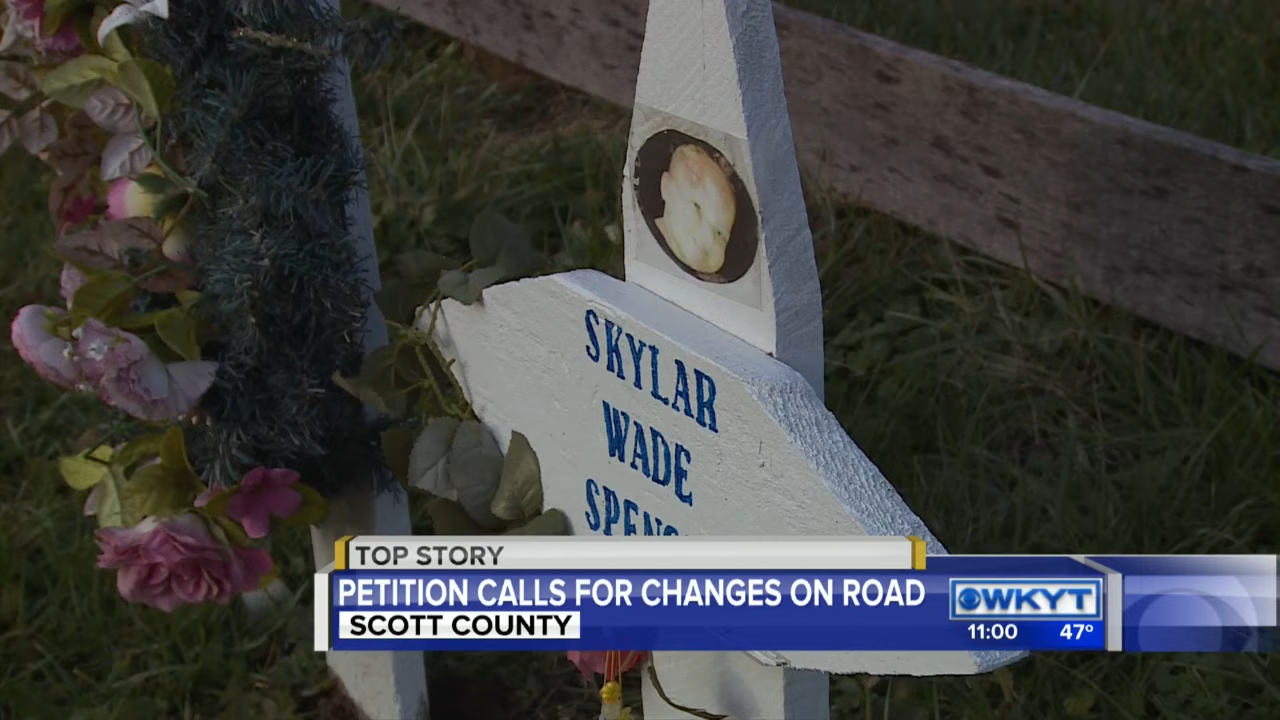 SKYLAR
WADE
TOP STORY
PETITION CALLS FOR CHANGES ON ROAD
SCOTT COUNTY
WKYT
11:00 47°